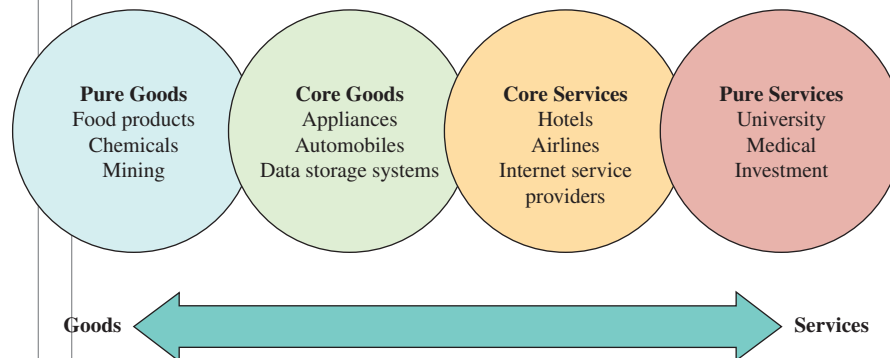 Pure Goods
Food products
Chemicals
Mining
Core Goods
Appliances
Automobiles
Data storage systems
Core Services
Hotels
Airlines
Internet service
providers
Pure Services
University
Medical
Investment
Goods
Services